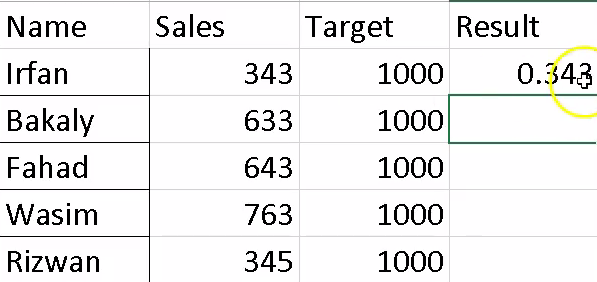 Name Sales Target Result
Irfan 343 1000 0.343
Bakaly 633 1000
Fahad 643 1000
Wasim 763 1000
Rizwan 345 1000